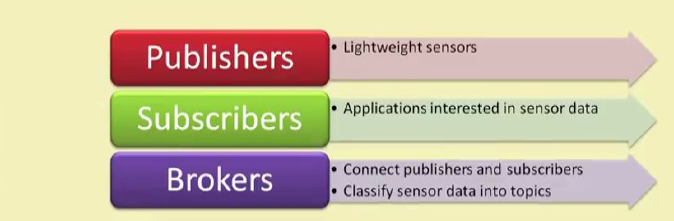 Publishers
• Lightweight sensors
Subscribers
• Applications interested in sensor data
Brokers
• Connect publishers and subscribers
• Classify sensor data into topics